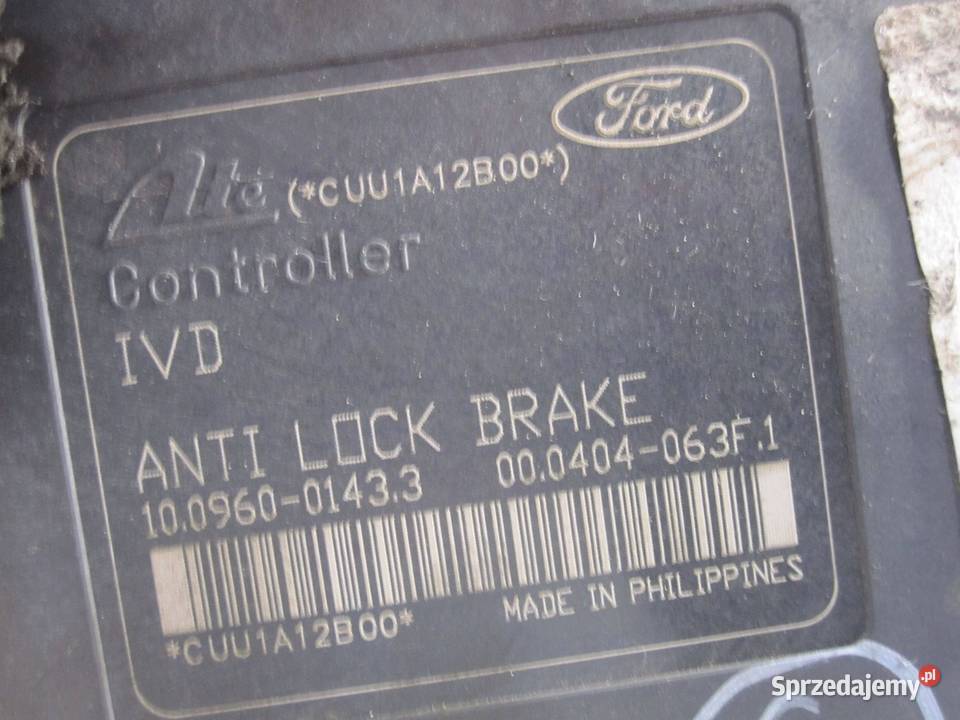 Ford
Ate (*CUU1A12B00*)
Controller
IVD
ANTI LOCK BRAKE
10.0960-0143.3 00.0404-063F.1
*CUU1A12B00*
MADE IN PHILIPPINES
Sprzedajemy.pl